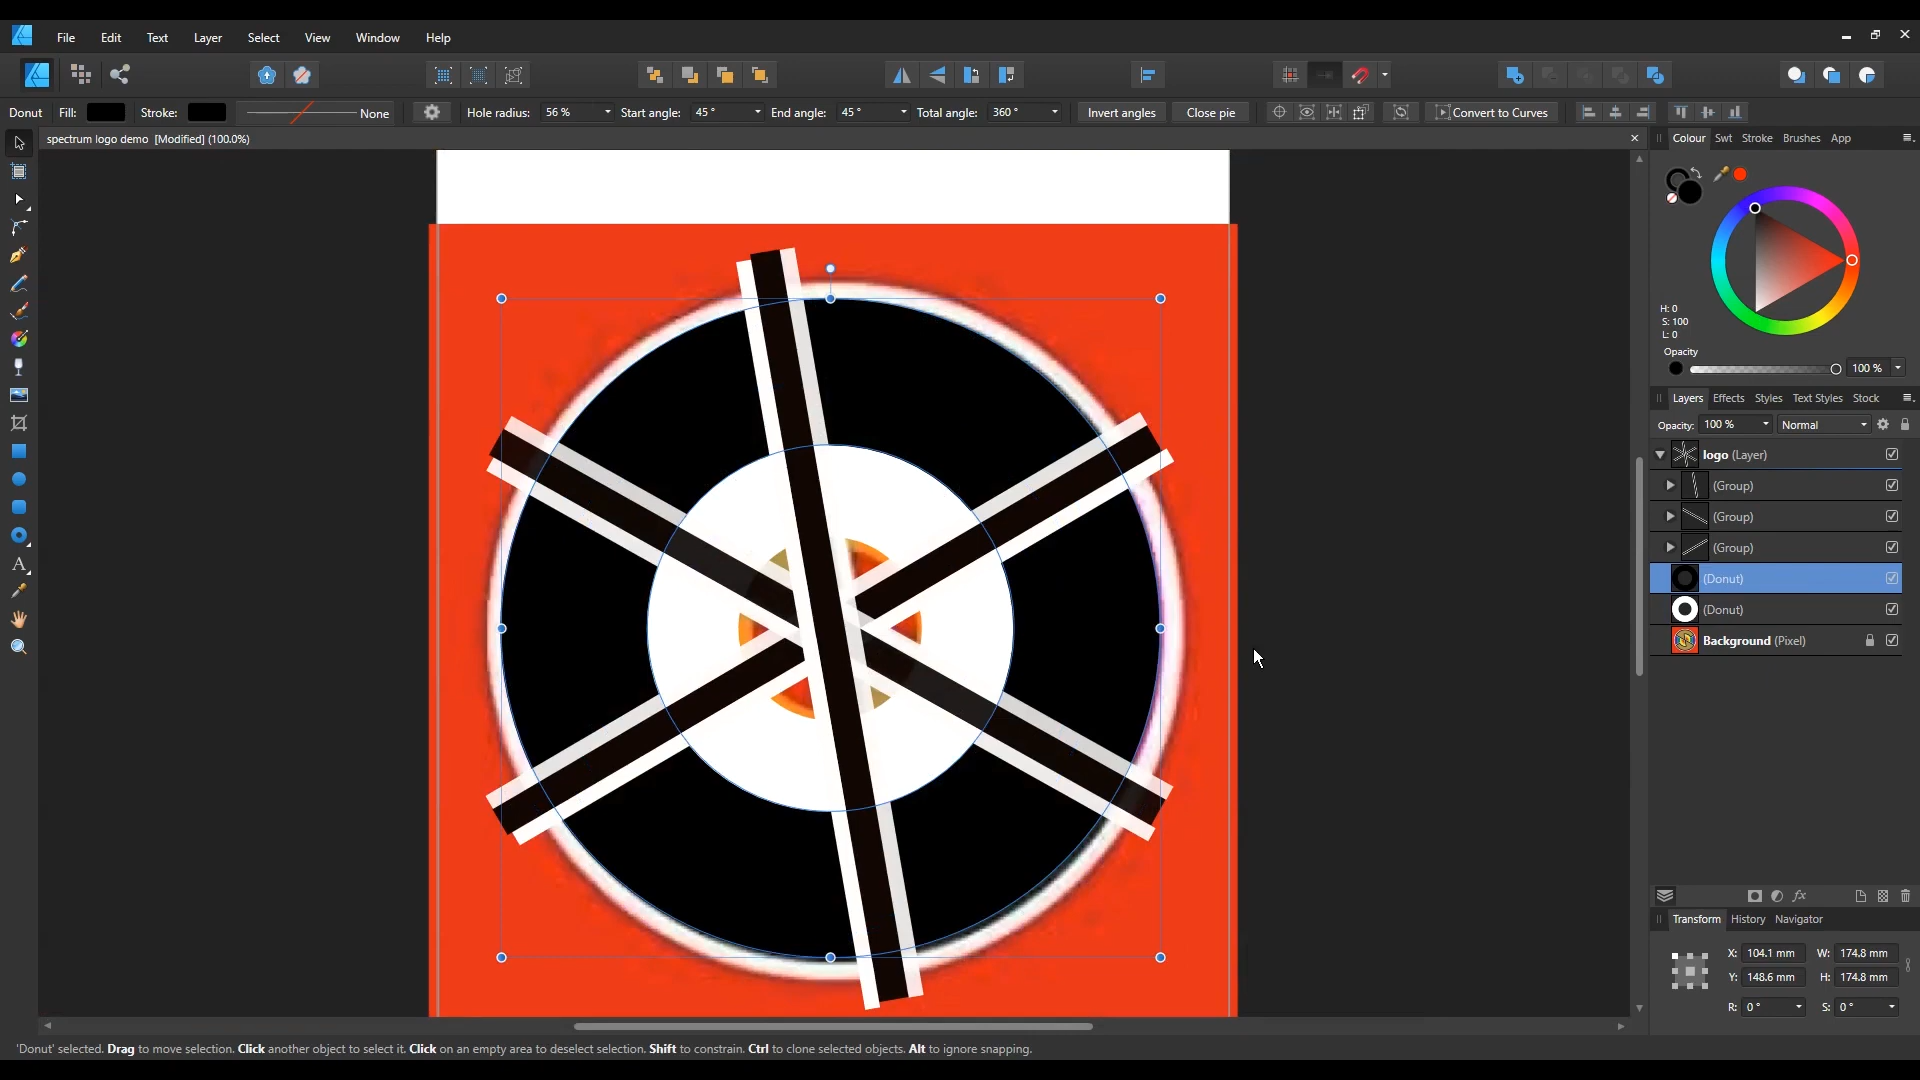 File Edit Text Layer Select View Window Help
Donut Fill: Stroke: None Hole radius: 56 % Start angle: 45 ° End angle: 45 ° Total angle: 360 ° Invert angles Close pie Convert to Curves
spectrum logo demo [Modified] (100.0%)
Colour Swt Stroke Brushes App
H: 0
S: 100
L: 0
Opacity
100 %
Layers Effects Styles Text Styles Stock
Opacity: 100 % Normal
logo (Layer)
(Group)
(Group)
(Group)
(Donut)
(Donut)
Background (Pixel)
Transform History Navigator
X: 104.1 mm W: 174.8 mm
Y: 148.6 mm H: 174.8 mm
R: 0 ° S: 0 °
'Donut' selected. Drag to move selection. Click another object to select it. Click on an empty area to deselect selection. Shift to constrain. Ctrl to clone selected objects. Alt to ignore snapping.